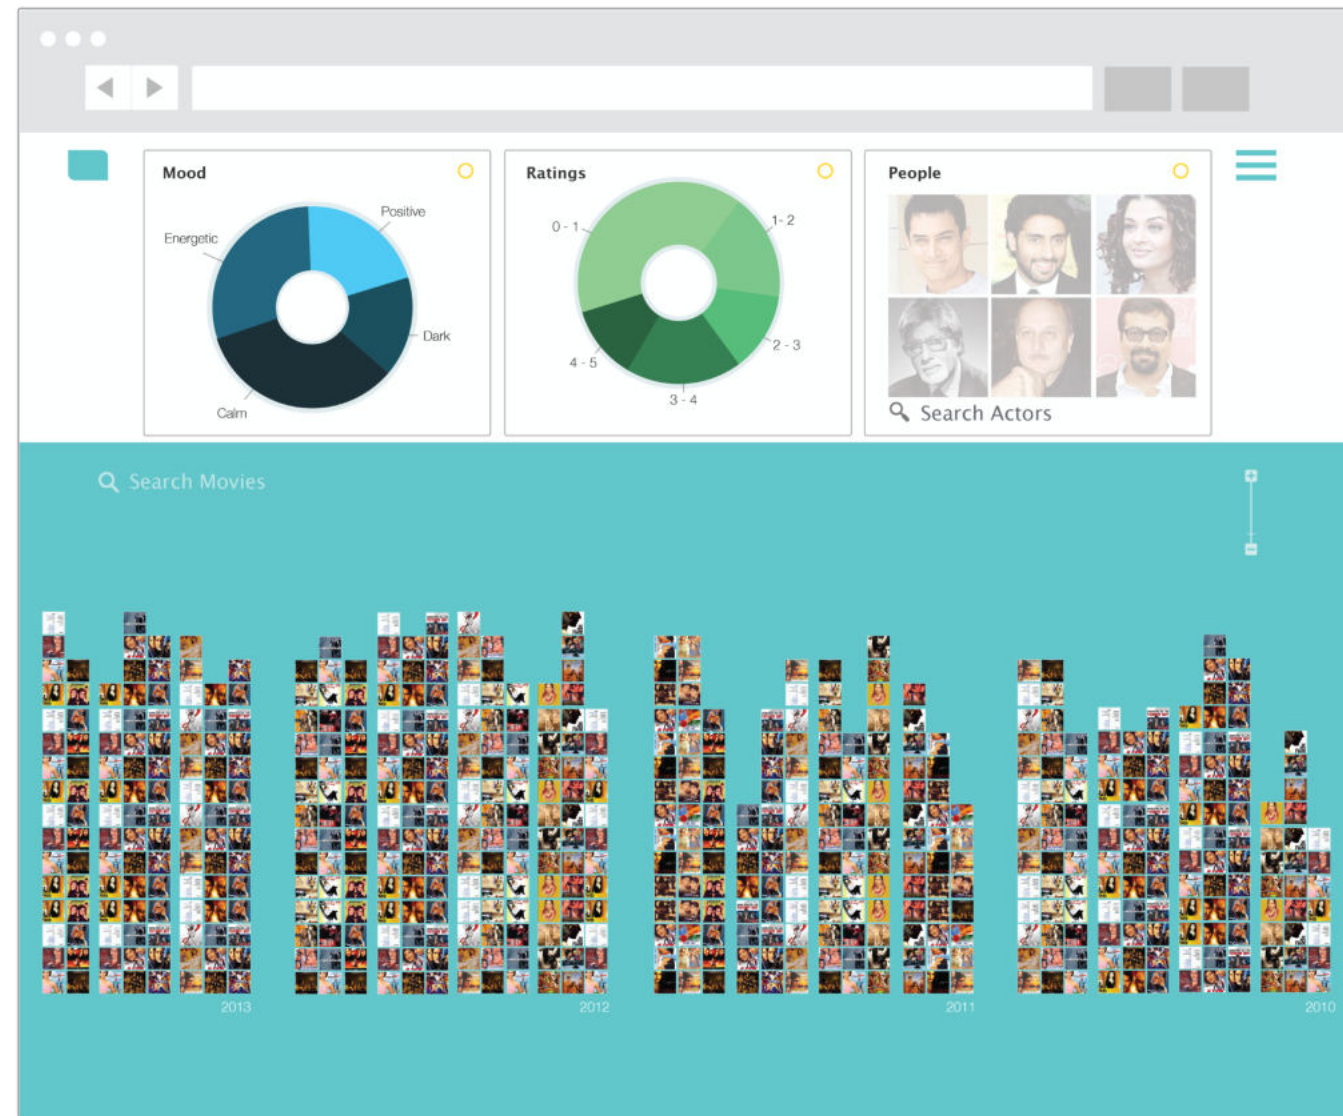 Mood
Positive
Energetic
Dark
Calm
Ratings
0 - 1
1 - 2
2 - 3
3 - 4
4 - 5
People
Search Actors
Search Movies
2013
2012
2011
2010